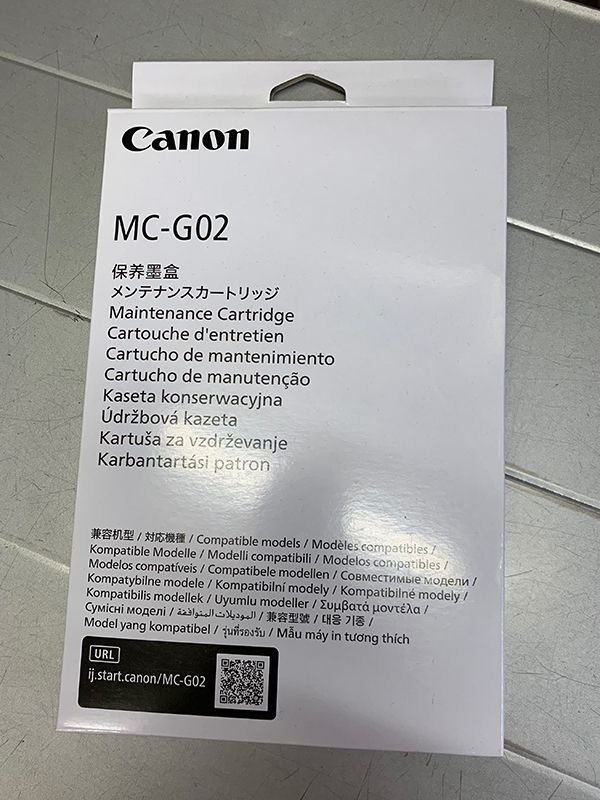 Canon
MC-G02
保养墨盒
メンテナンスカートリッジ
Maintenance Cartridge
Cartouche d'entretien
Cartucho de mantenimiento
Cartucho de manutenção
Kaseta konserwacyjna
Údržbová kazeta
Kartuša za vzdrževanje
Karbantartási patron
兼容机型 / 対応機種 / Compatible models / Modèles compatibles /
Kompatible Modelle / Modelli compatibili / Modelos compatibles /
Modelos compatíveis / Compatibele modellen / Совместимые модели /
Kompatybilne modele / Kompatibilní modely / Kompatibilné modely /
Kompatibilis modellek / Uyumlu modeller / Συμβατά μοντέλα /
Сумісні моделі / الموديلات المتوافقة / 兼容型號 / 대응 기종 /
Model yang kompatibel / รุ่นที่รองรับ / Mẫu máy in tương thích
URL
ij.start.canon/MC-G02